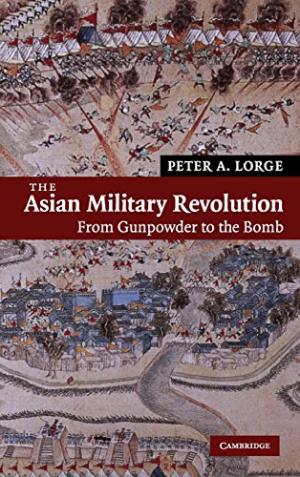 PETER A. LORGE
THE
Asian Military Revolution
From Gunpowder to the Bomb
CAMBRIDGE